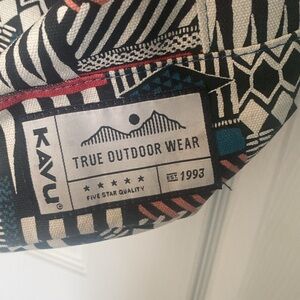 KAVU®
TRUE OUTDOOR WEAR
★ ★ ★ ★ ★
FIVE STAR QUALITY
EST. 1993